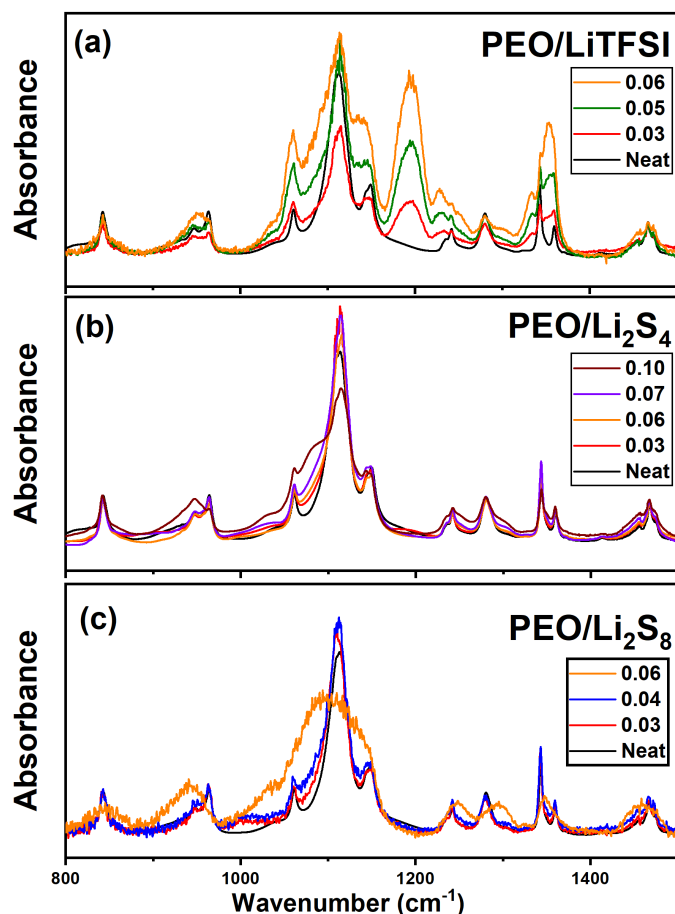 (a)
PEO/LiTFSI
0.06
0.05
0.03
Neat
Absorbance
(b)
PEO/Li₂S₄
0.10
0.07
0.06
0.03
Neat
Absorbance
(c)
PEO/Li₂S₈
0.06
0.04
0.03
Neat
Absorbance
800 1000 1200 1400
Wavenumber (cm⁻¹)